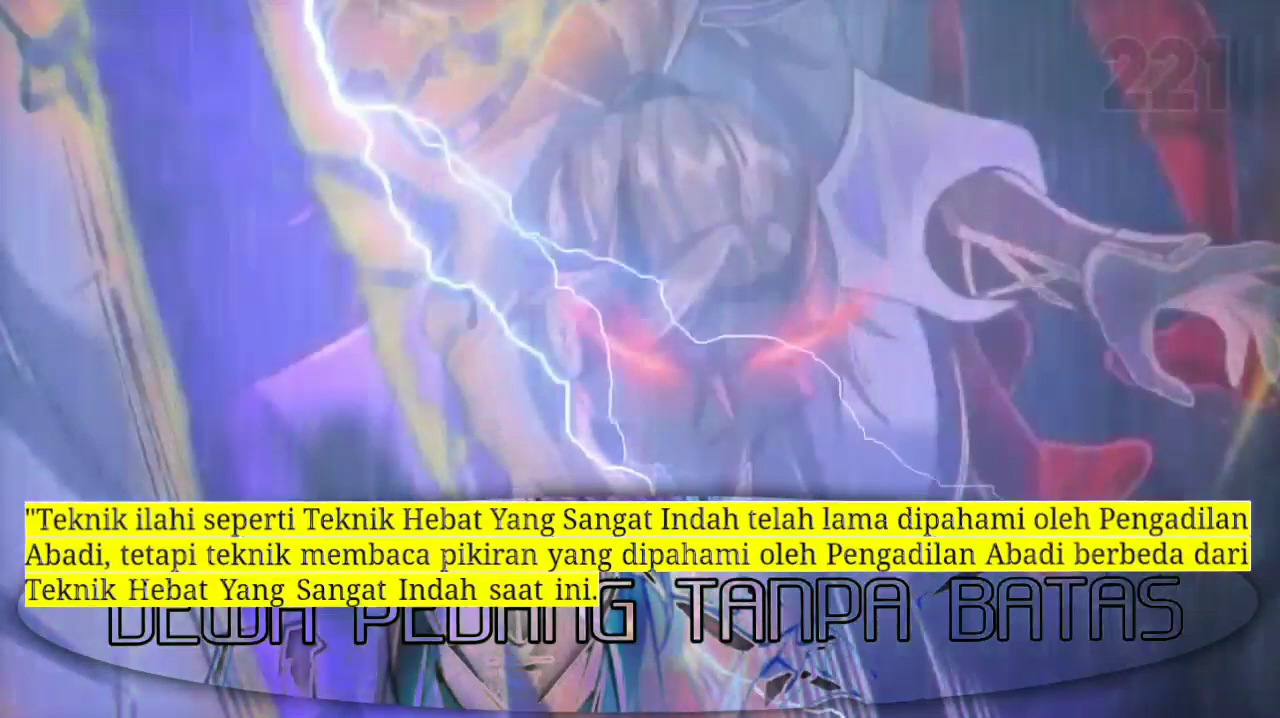 221
"Teknik ilahi seperti Teknik Hebat Yang Sangat Indah telah lama dipahami oleh Pengadilan
Abadi, tetapi teknik membaca pikiran yang dipahami oleh Pengadilan Abadi berbeda dari
Teknik Hebat Yang Sangat Indah saat ini.
DEWA PEDANG TANPA BATAS